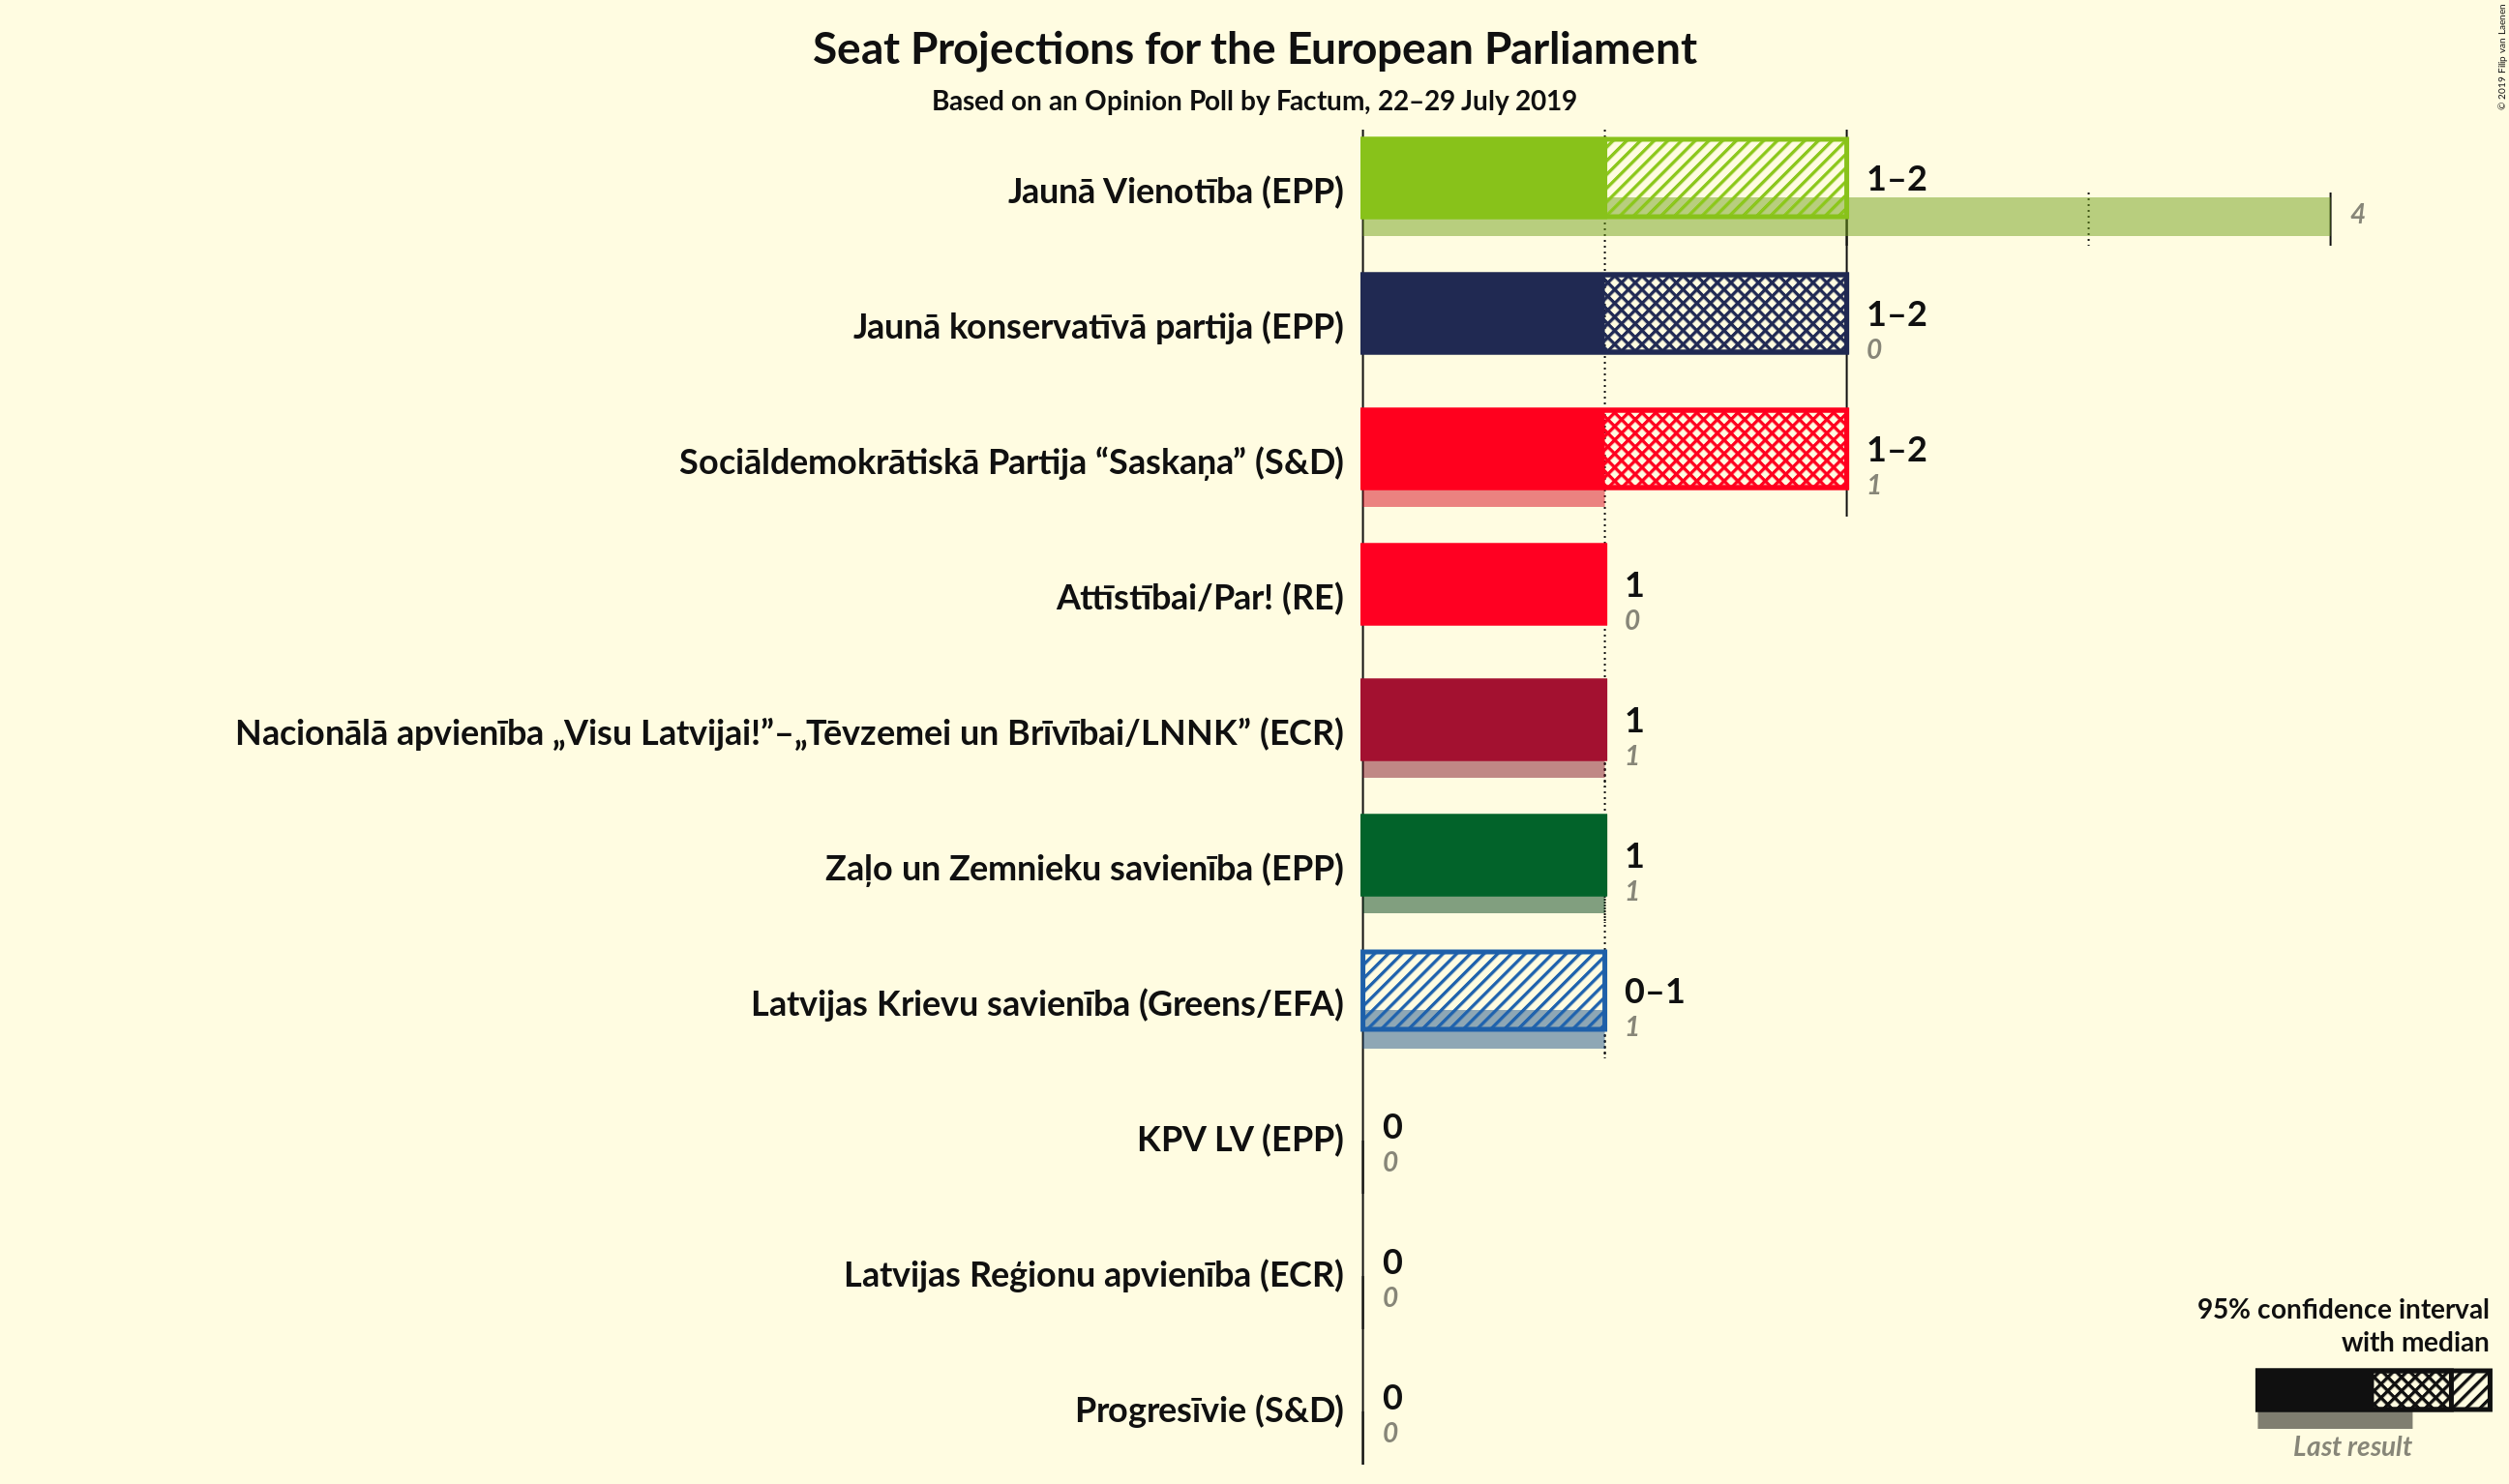 Seat Projections for the European Parliament
Based on an Opinion Poll by Factum, 22–29 July 2019
© 2019 Filip van Laenen
Jaunā Vienotība (EPP)
1–2
4
Jaunā konservatīvā partija (EPP)
1–2
0
Sociāldemokrātiskā Partija “Saskaņa” (S&D)
1–2
1
Attīstībai/Par! (RE)
1
0
Nacionālā apvienība „Visu Latvijai!”–„Tēvzemei un Brīvībai/LNNK” (ECR)
1
1
Zaļo un Zemnieku savienība (EPP)
1
1
Latvijas Krievu savienība (Greens/EFA)
0–1
1
KPV LV (EPP)
0
0
Latvijas Reģionu apvienība (ECR)
0
0
Progresīvie (S&D)
0
0
95% confidence interval
with median
Last result